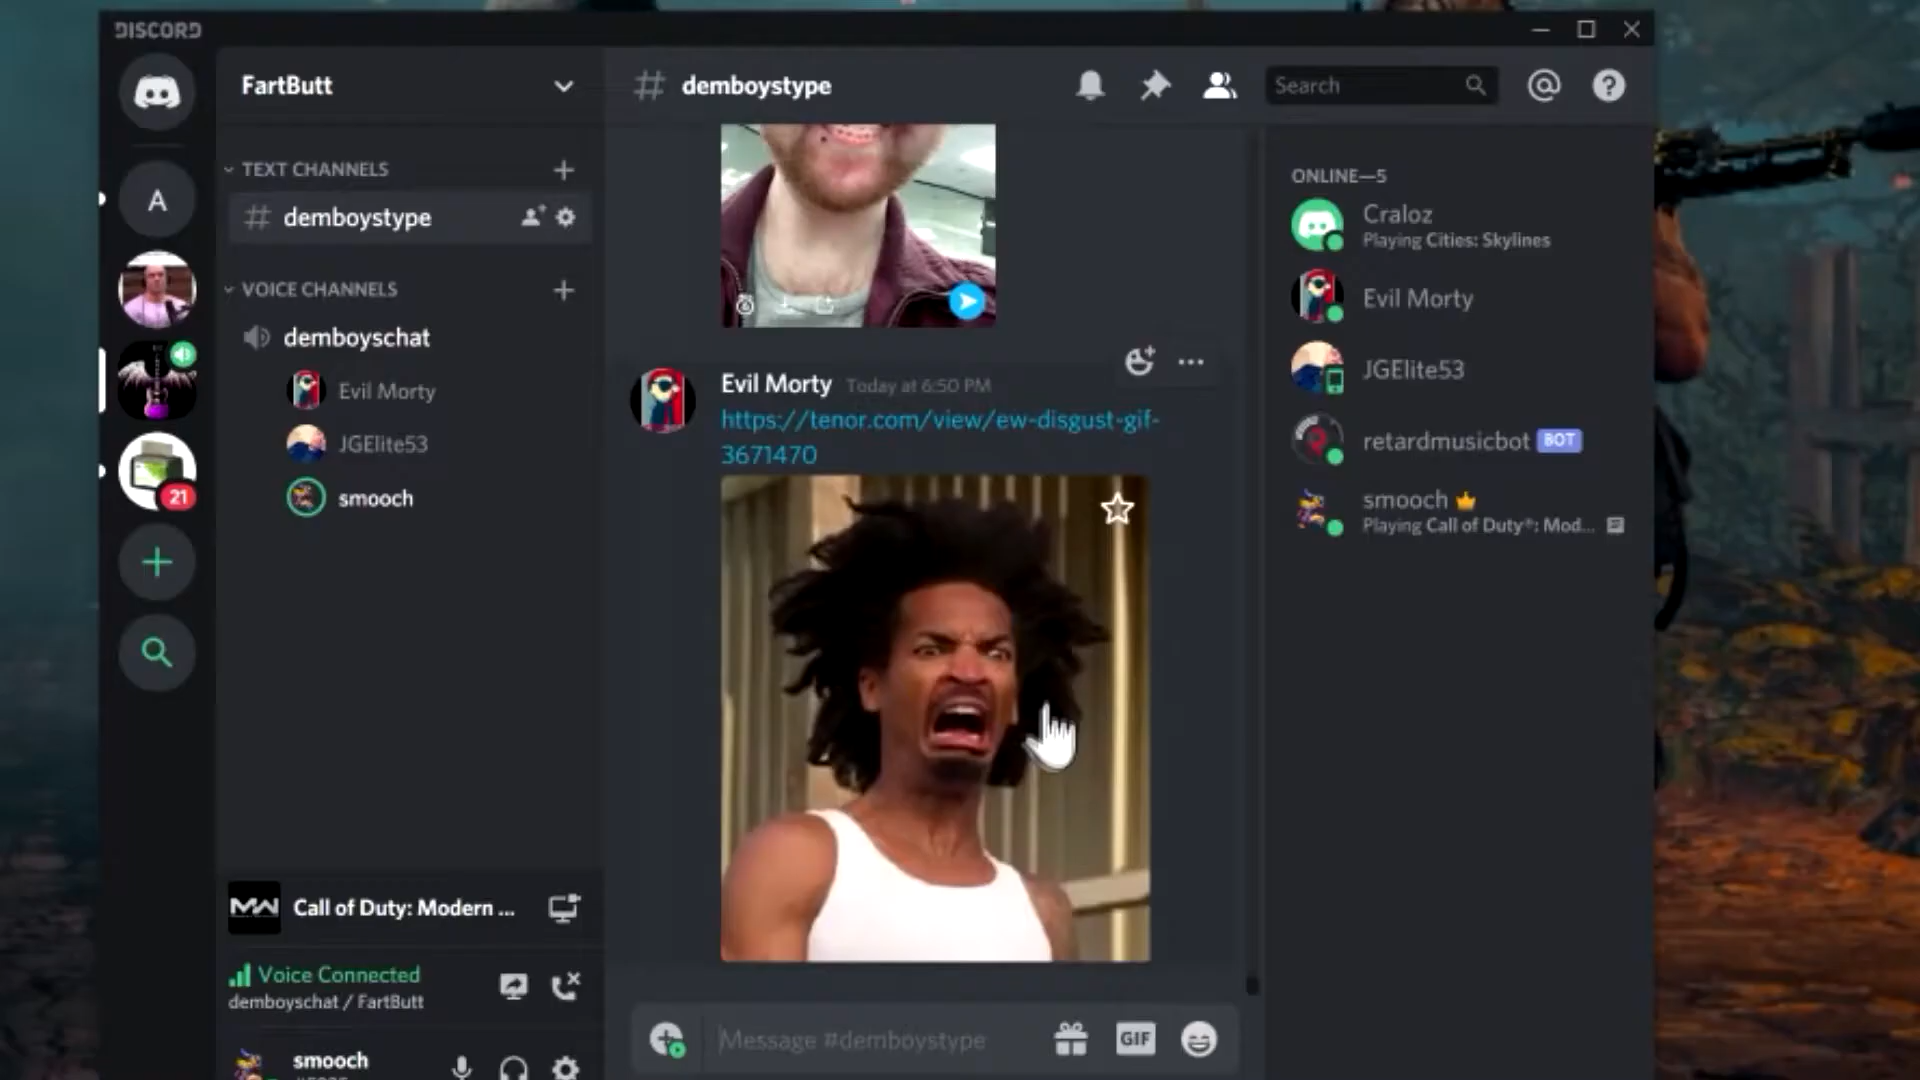 DISCORD
FartButt
demboystype
Search
TEXT CHANNELS
demboystype
VOICE CHANNELS
demboyschat
Evil Morty
JGElite53
smooch
A
21
Evil Morty Today at 6:50 PM
https://tenor.com/view/ew-disgust-gif-
3671470
ONLINE—5
Craloz
Playing Cities: Skylines
Evil Morty
JGElite53
retardmusicbot BOT
smooch
Playing Call of Duty®: Mod...
MW
Call of Duty: Modern ...
Voice Connected
demboyschat / FartButt
smooch
Message #demboystype
GIF